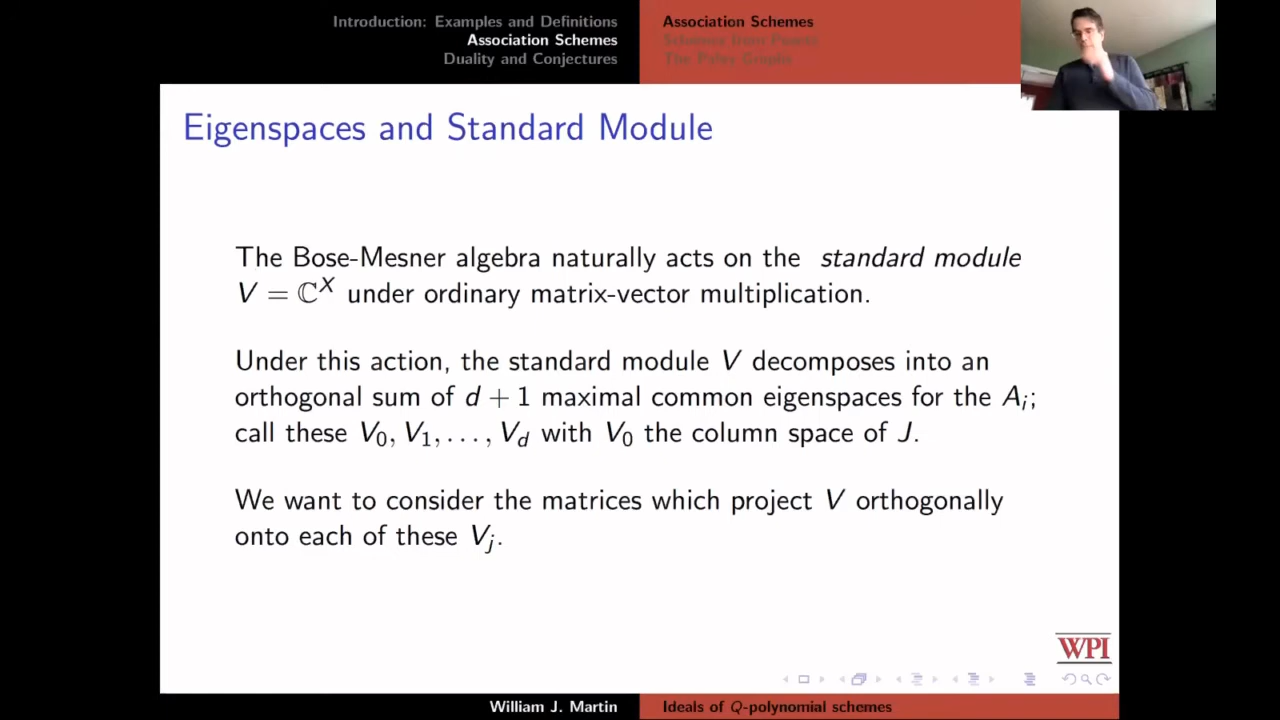 Introduction: Examples and Definitions
Association Schemes
Duality and Conjectures
Association Schemes
Schemes from Posets
The Paley Graphs
Eigenspaces and Standard Module
The Bose-Mesner algebra naturally acts on the standard module
V = ℂ^X under ordinary matrix-vector multiplication.
Under this action, the standard module V decomposes into an
orthogonal sum of d + 1 maximal common eigenspaces for the A_i;
call these V_0, V_1, . . . , V_d with V_0 the column space of J.
We want to consider the matrices which project V orthogonally
onto each of these V_j.
WPI
William J. Martin
Ideals of Q-polynomial schemes